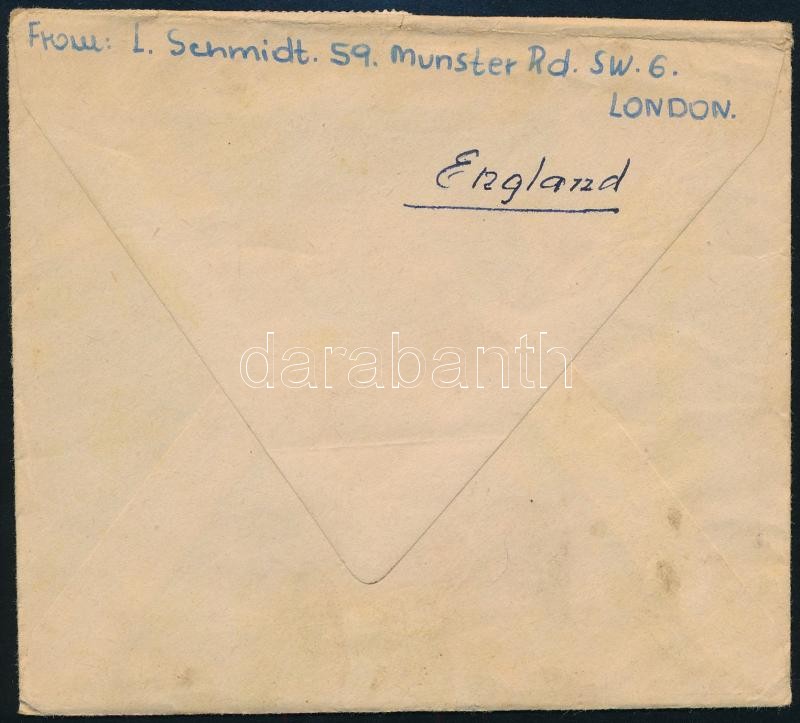 From: L. Schmidt. 59. Munster Rd. SW. 6.
LONDON.
England
darabanth